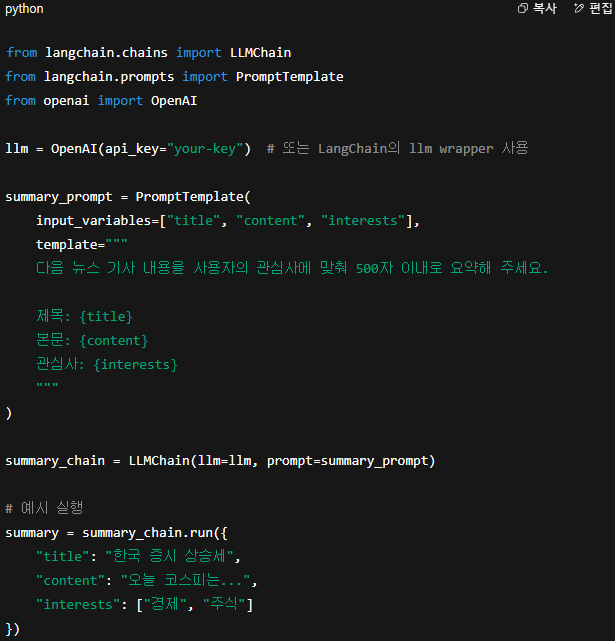 python
복사
편집
from langchain.chains import LLMChain
from langchain.prompts import PromptTemplate
from openai import OpenAI
llm = OpenAI(api_key="your-key")  # 또는 LangChain의 llm wrapper 사용
summary_prompt = PromptTemplate(
    input_variables=["title", "content", "interests"],
    template="""
    다음 뉴스 기사 내용을 사용자의 관심사에 맞춰 500자 이내로 요약해 주세요.
    제목: {title}
    본문: {content}
    관심사: {interests}
    """
)
summary_chain = LLMChain(llm=llm, prompt=summary_prompt)
# 예시 실행
summary = summary_chain.run({
    "title": "한국 증시 상승세",
    "content": "오늘 코스피는...",
    "interests": ["경제", "주식"]
})